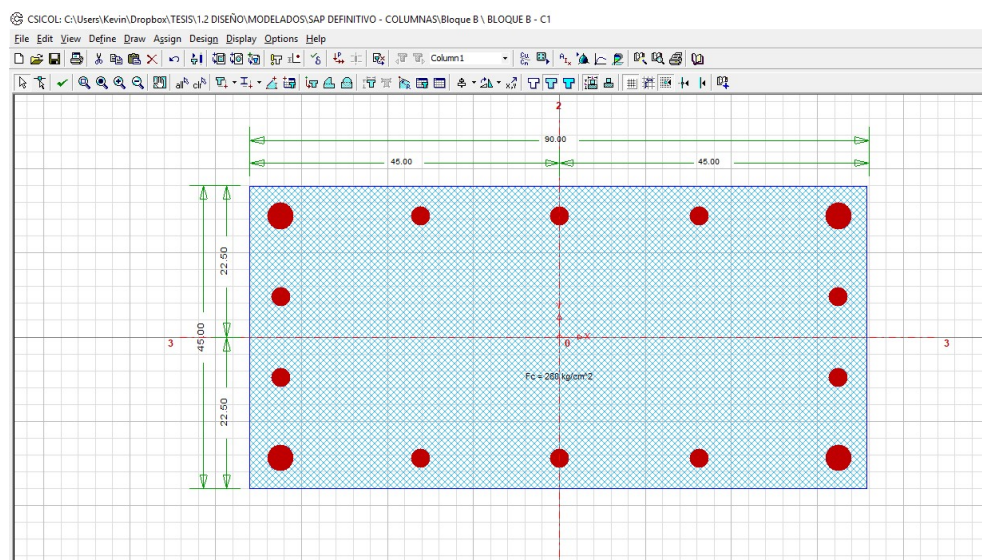 CSICOL: C:\Users\Kevin\Dropbox\TESIS\1.2 DISEÑO\MODELADOS\SAP DEFINITIVO - COLUMNAS\Bloque B \ BLOQUE B - C1
File Edit View Define Draw Assign Design Display Options Help
Column1
2
90.00
45.00 45.00
22.50
45.00
3 3
Y
X
0
Fc = 280 kg/cm^2
22.50